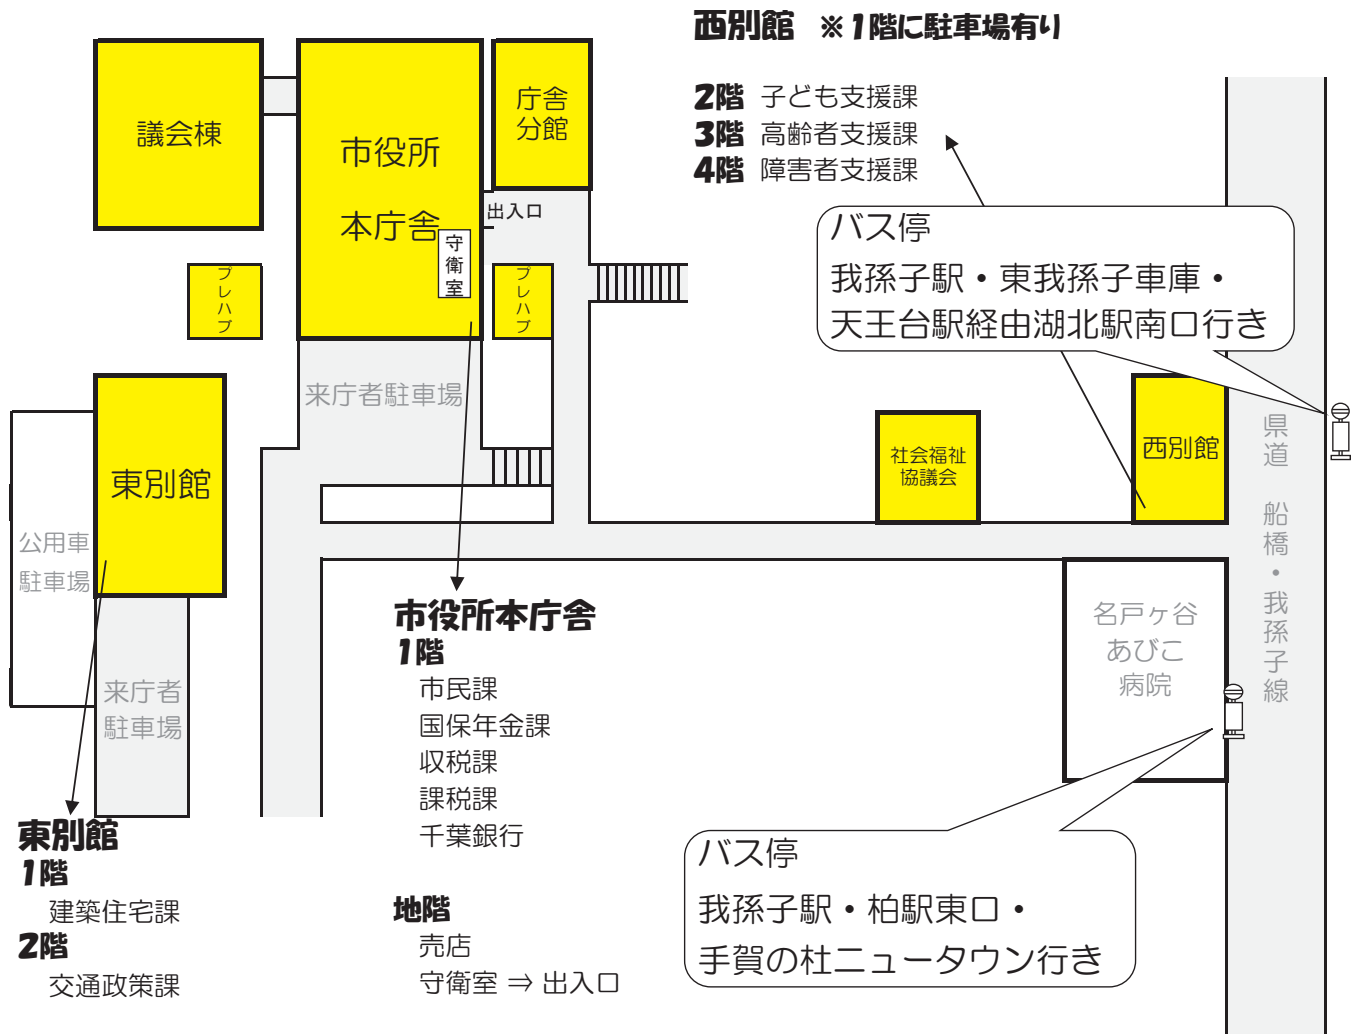 西別館 ※1階に駐車場有り
2階 子ども支援課
3階 高齢者支援課
4階 障害者支援課
議会棟
市役所
本庁舎
庁舎
分館
出入口
守衛室
プレハブ
プレハブ
バス停
我孫子駅・東我孫子車庫・
天王台駅経由湖北駅南口行き
来庁者駐車場
東別館
社会福祉
協議会
西別館
県道 船橋・我孫子線
公用車
駐車場
来庁者
駐車場
名戸ヶ谷
あびこ
病院
市役所本庁舎
1階
市民課
国保年金課
収税課
課税課
千葉銀行
地階
売店
守衛室 ⇒ 出入口
東別館
1階
建築住宅課
2階
交通政策課
バス停
我孫子駅・柏駅東口・
手賀の杜ニュータウン行き